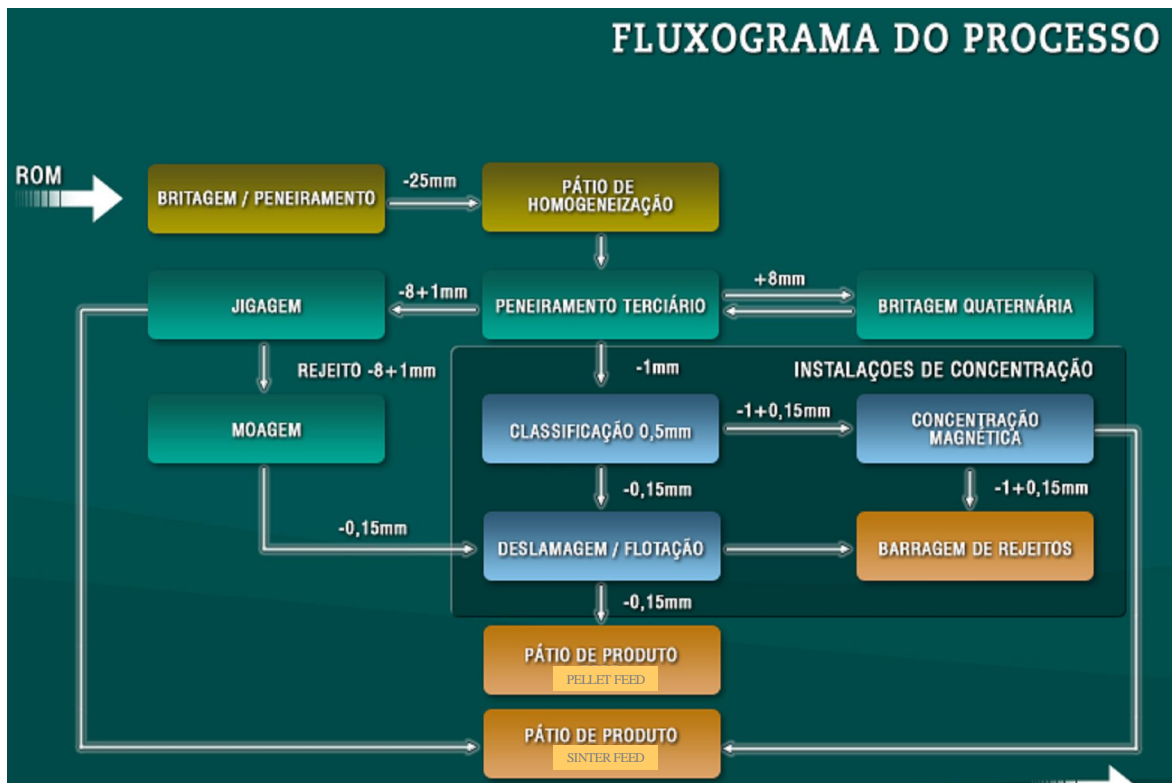 FLUXOGRAMA DO PROCESSO
ROM
BRITAGEM / PENEIRAMENTO
-25mm
PÁTIO DE
HOMOGENEIZAÇÃO
JIGAGEM
-8+1mm
PENEIRAMENTO TERCIÁRIO
+8mm
BRITAGEM QUATERNÁRIA
REJEITO -8+1mm
-1mm
INSTALAÇOES DE CONCENTRAÇÃO
MOAGEM
CLASSIFICAÇÃO 0,5mm
-1+0,15mm
CONCENTRAÇÃO
MAGNÉTICA
-0,15mm
-1+0,15mm
-0,15mm
DESLAMAGEM / FLOTAÇÃO
BARRAGEM DE REJEITOS
-0,15mm
PÁTIO DE PRODUTO
PELLET FEED
PÁTIO DE PRODUTO
SINTER FEED